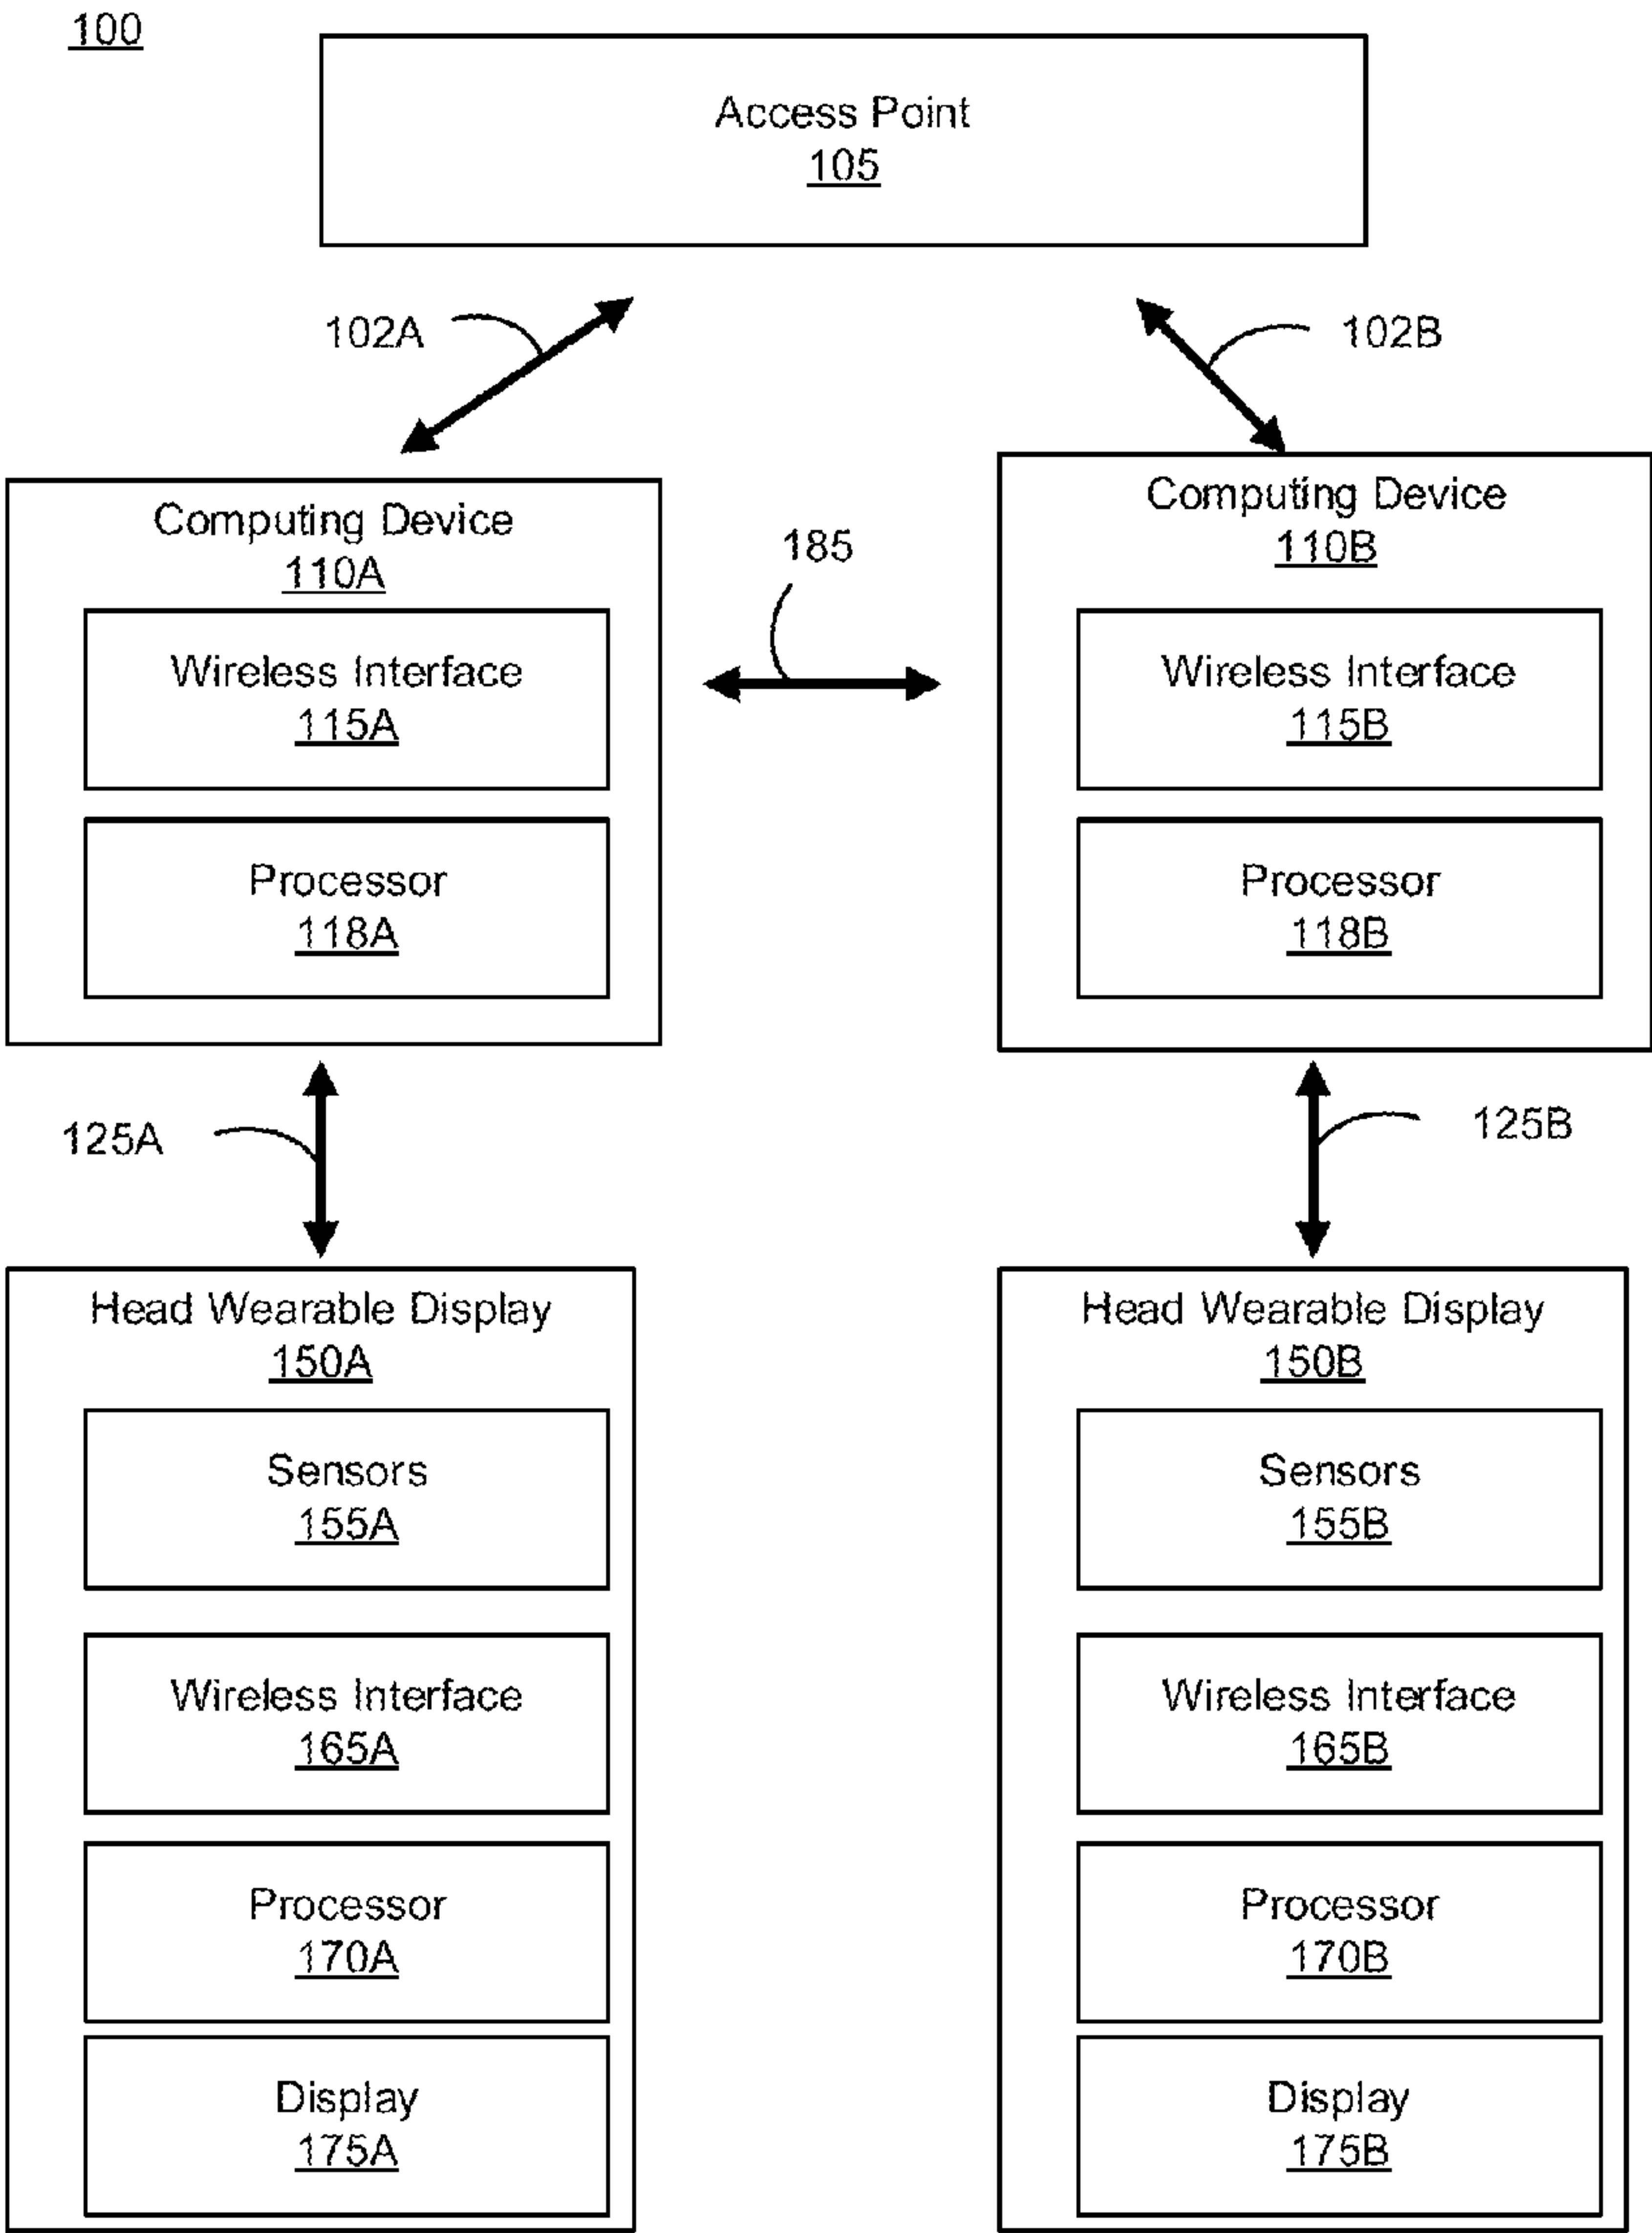 100
Access Point
105
102A
102B
Computing Device
110A
Wireless Interface
115A
Processor
118A
185
Computing Device
110B
Wireless Interface
115B
Processor
118B
125A
125B
Head Wearable Display
150A
Sensors
155A
Wireless Interface
165A
Processor
170A
Display
175A
Head Wearable Display
150B
Sensors
155B
Wireless Interface
165B
Processor
170B
Display
175B